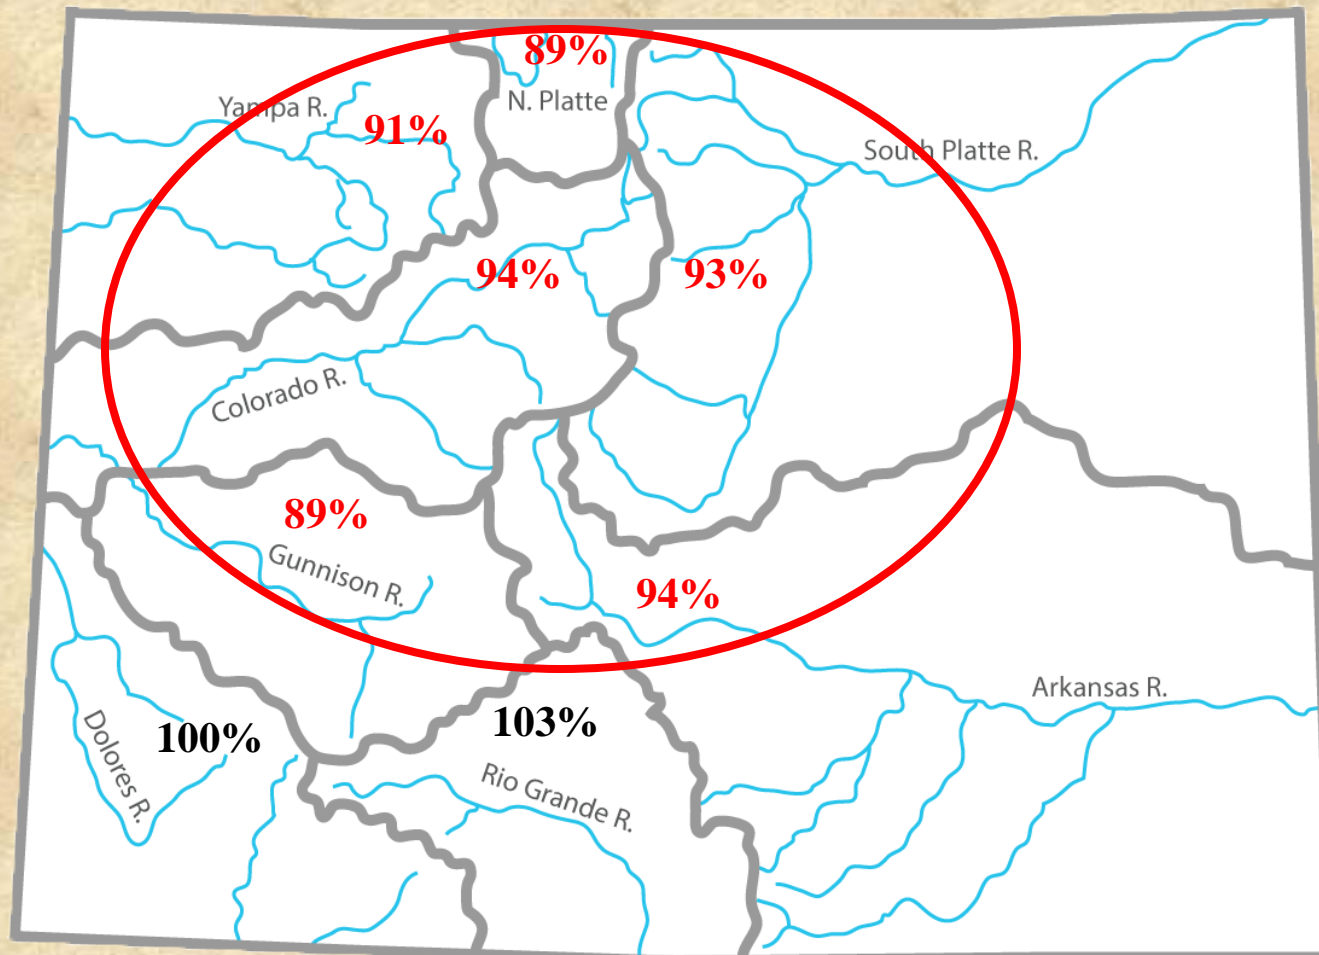 89%
N. Platte
Yampa R.
91%
South Platte R.
94%
93%
Colorado R.
89%
Gunnison R.
94%
Arkansas R.
103%
100%
Dolores R.
Rio Grande R.